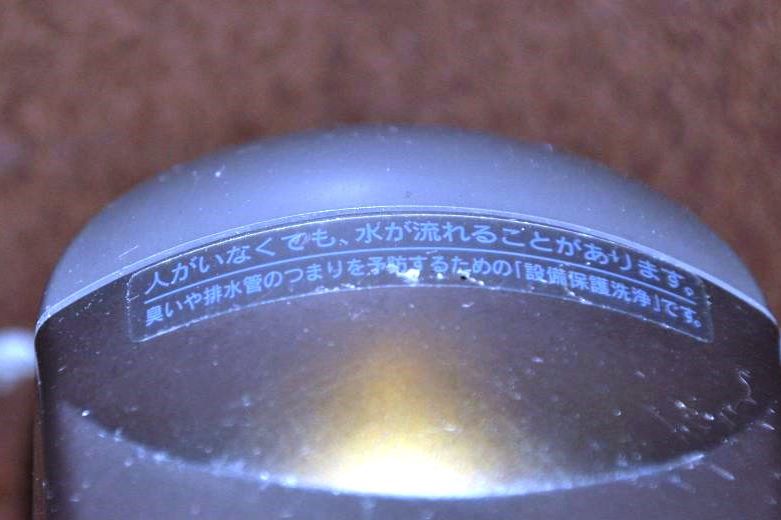 人がいなくでも、水が流れることがあります。
臭いや排水管のつまりを予防するための「設備保護洗浄」です。